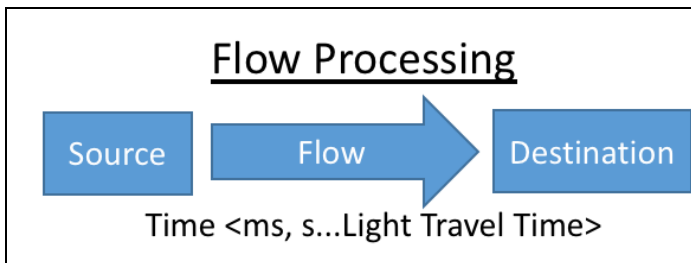 Flow Processing
Source Flow Destination
Time <ms, s...Light Travel Time>